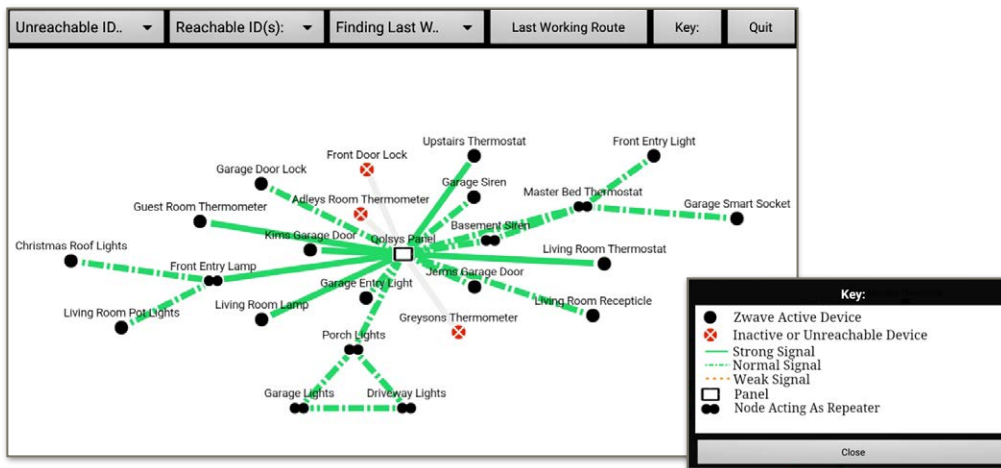 Unreachable ID..
Reachable ID(s):
Finding Last W..
Last Working Route
Key:
Quit
Upstairs Thermostat
Front Entry Light
Front Door Lock
Garage Door Lock
Garage Siren
Master Bed Thermostat
Adleys Room Thermometer
Garage Smart Socket
Guest Room Thermometer
Basement Siren
Kims Garage Door
Qolsys Panel
Christmas Roof Lights
Living Room Thermostat
Front Entry Lamp
Jerms Garage Door
Garage Entry Light
Living Room Recepticle
Living Room Lamp
Living Room Pot Lights
Greysons Thermometer
Porch Lights
Garage Lights
Driveway Lights
Key:
Zwave Active Device
Inactive or Unreachable Device
Strong Signal
Normal Signal
Weak Signal
Panel
Node Acting As Repeater
Close